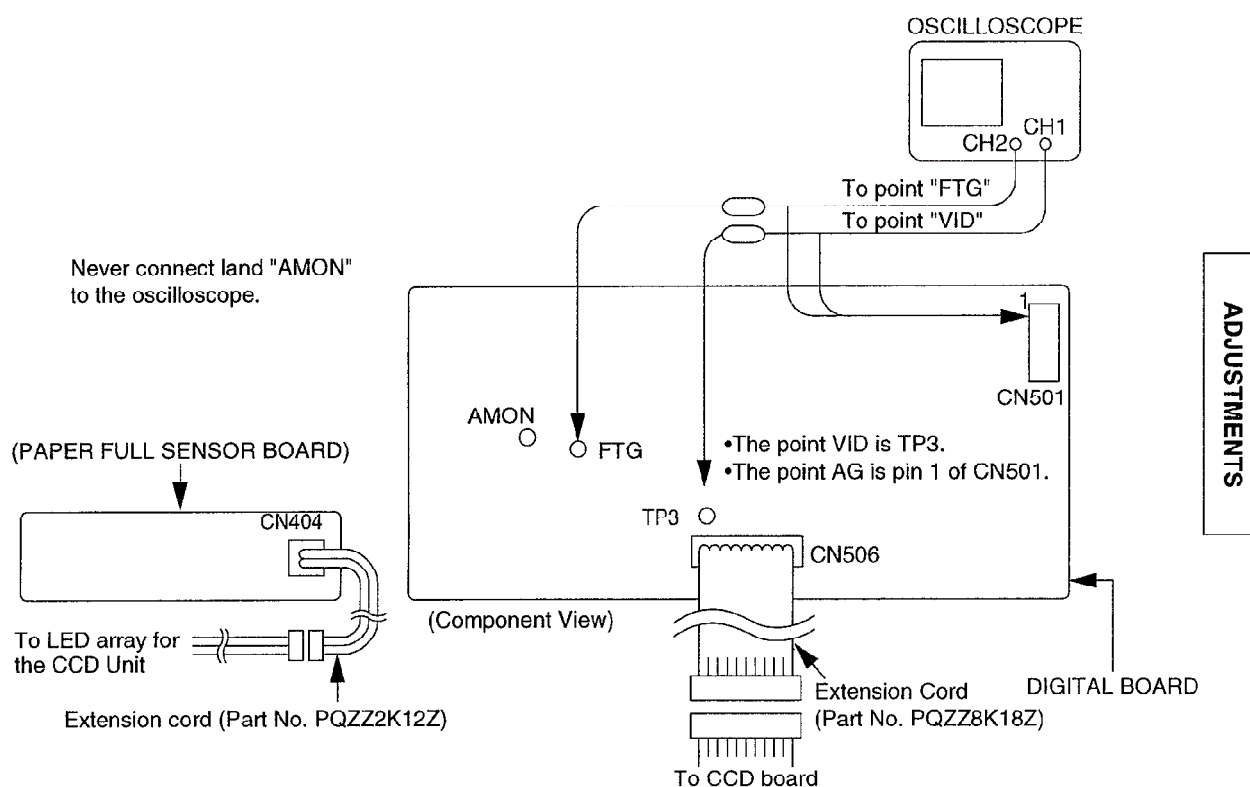 OSCILLOSCOPE
CH2
CH1
To point "FTG"
To point "VID"
Never connect land "AMON"
to the oscilloscope.
1
CN501
ADJUSTMENTS
AMON
FTG
•The point VID is TP3.
•The point AG is pin 1 of CN501.
(PAPER FULL SENSOR BOARD)
CN404
TP3
CN506
(Component View)
To LED array for
the CCD Unit
Extension cord (Part No. PQZZ2K12Z)
Extension Cord
(Part No. PQZZ8K18Z)
DIGITAL BOARD
To CCD board